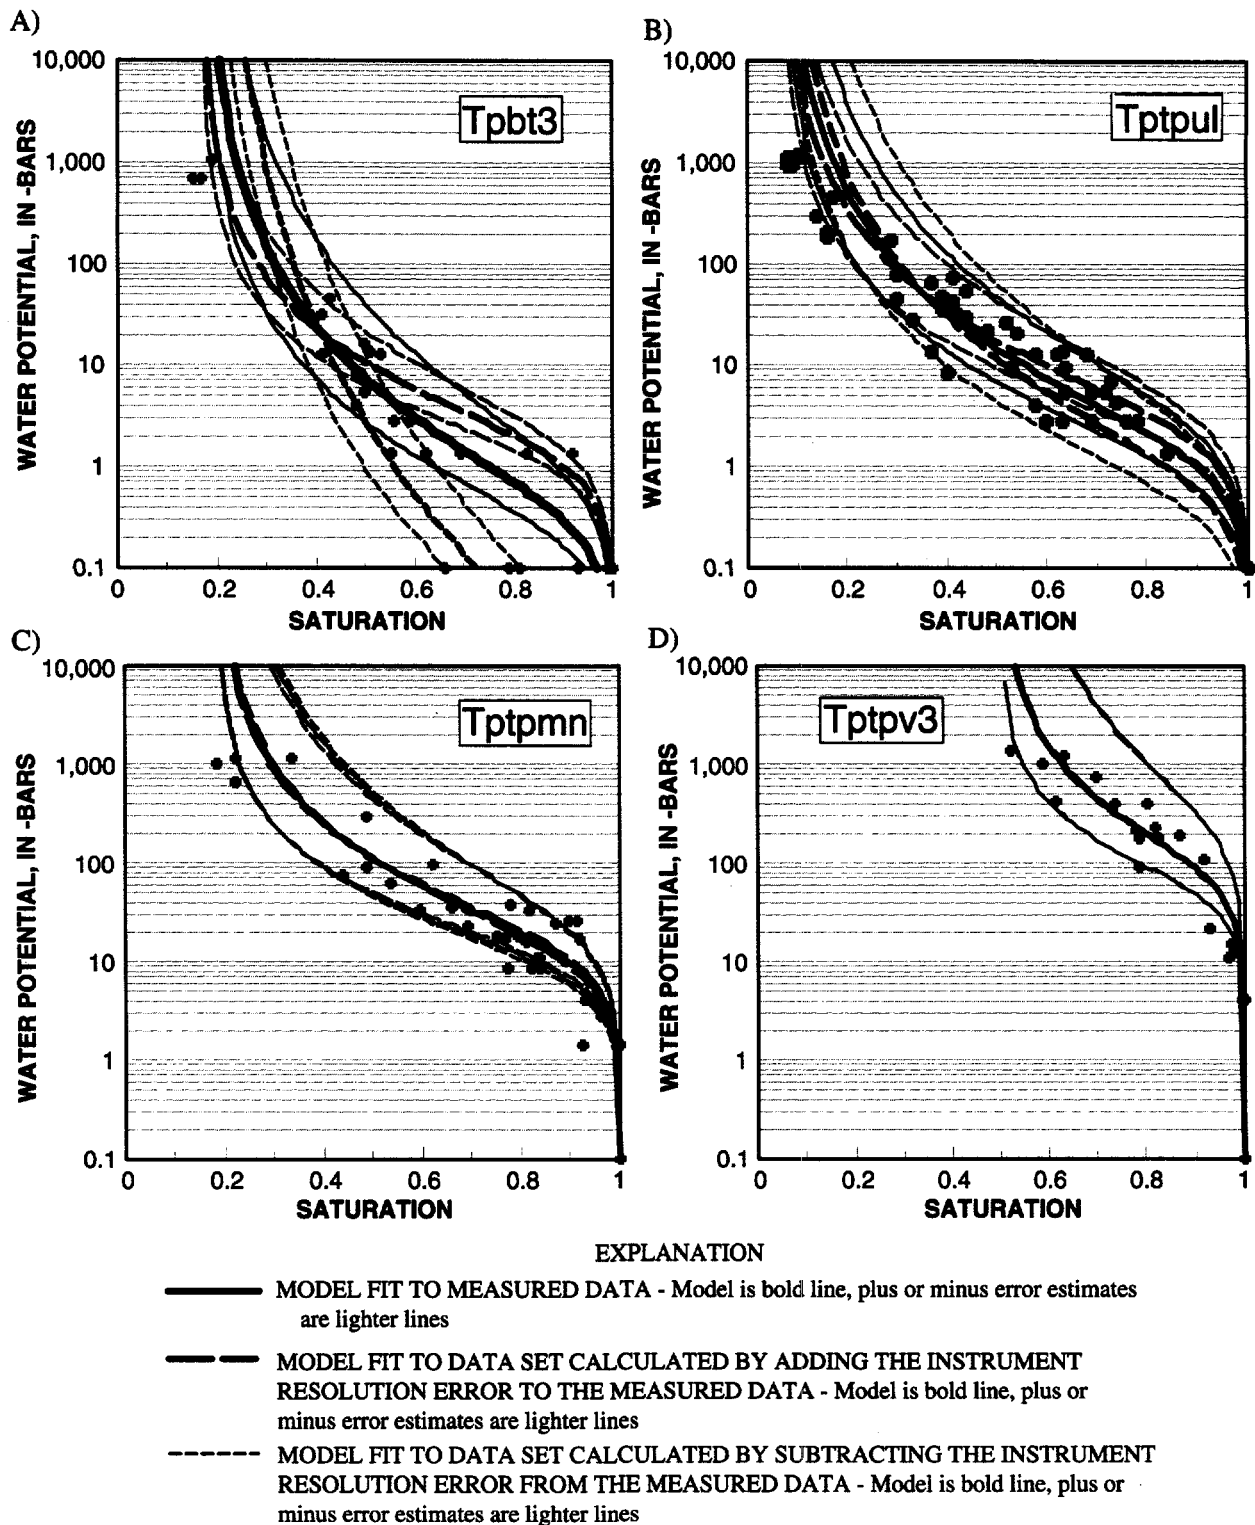 A)
10,000
1,000
100
10
1
0.1
0 0.2 0.4 0.6 0.8 1
WATER POTENTIAL, IN -BARS
SATURATION
Tpbt3
B)
10,000
1,000
100
10
1
0.1
0 0.2 0.4 0.6 0.8 1
WATER POTENTIAL, IN -BARS
SATURATION
Tptpul
C)
10,000
1,000
100
10
1
0.1
0 0.2 0.4 0.6 0.8 1
WATER POTENTIAL, IN -BARS
SATURATION
Tptpmn
D)
10,000
1,000
100
10
1
0.1
0 0.2 0.4 0.6 0.8 1
WATER POTENTIAL, IN -BARS
SATURATION
Tptpv3
EXPLANATION
MODEL FIT TO MEASURED DATA - Model is bold line, plus or minus error estimates
are lighter lines
MODEL FIT TO DATA SET CALCULATED BY ADDING THE INSTRUMENT
RESOLUTION ERROR TO THE MEASURED DATA - Model is bold line, plus or
minus error estimates are lighter lines
MODEL FIT TO DATA SET CALCULATED BY SUBTRACTING THE INSTRUMENT
RESOLUTION ERROR FROM THE MEASURED DATA - Model is bold line, plus or
minus error estimates are lighter lines